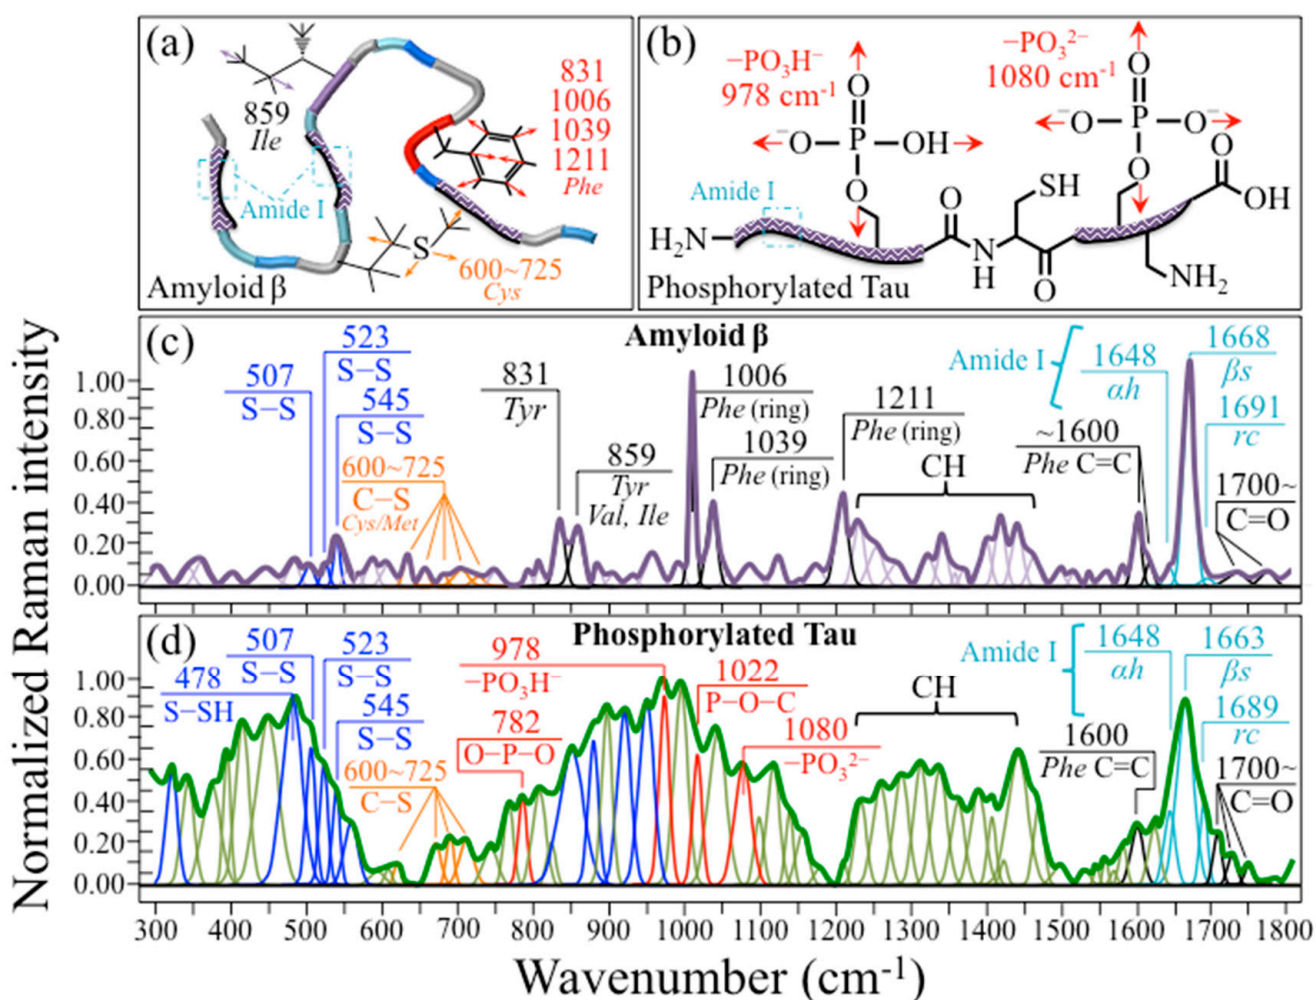 (a)
859
Ile
Amide I
S
600~725
Cys
831
1006
1039
1211
Phe
Amyloid β
(b)
−PO₃H⁻
978 cm⁻¹
−PO₃²⁻
1080 cm⁻¹
O
⁻O P OH
O
O
⁻O P O⁻
O
Amide I
H₂N
O
SH
N
H
O
O
OH
NH₂
Phosphorylated Tau
Normalized Raman intensity
(c)
Amyloid β
507
S−S
523
S−S
545
S−S
600~725
C−S
Cys/Met
831
Tyr
859
Tyr
Val, Ile
1006
Phe (ring)
1039
Phe (ring)
1211
Phe (ring)
CH
Amide I
1648
αh
1668
βs
1691
rc
~1600
Phe C=C
1700~
C=O
1.00
0.80
0.60
0.40
0.20
0.00
(d)
Phosphorylated Tau
478
S−SH
507
S−S
523
S−S
545
S−S
600~725
C−S
978
−PO₃H⁻
782
O−P−O
1022
P−O−C
1080
−PO₃²⁻
CH
Amide I
1648
αh
1663
βs
1689
rc
1600
Phe C=C
1700~
C=O
1.00
0.80
0.60
0.40
0.20
0.00
300 400 500 600 700 800 900 1000 1100 1200 1300 1400 1500 1600 1700 1800
Wavenumber (cm⁻¹)